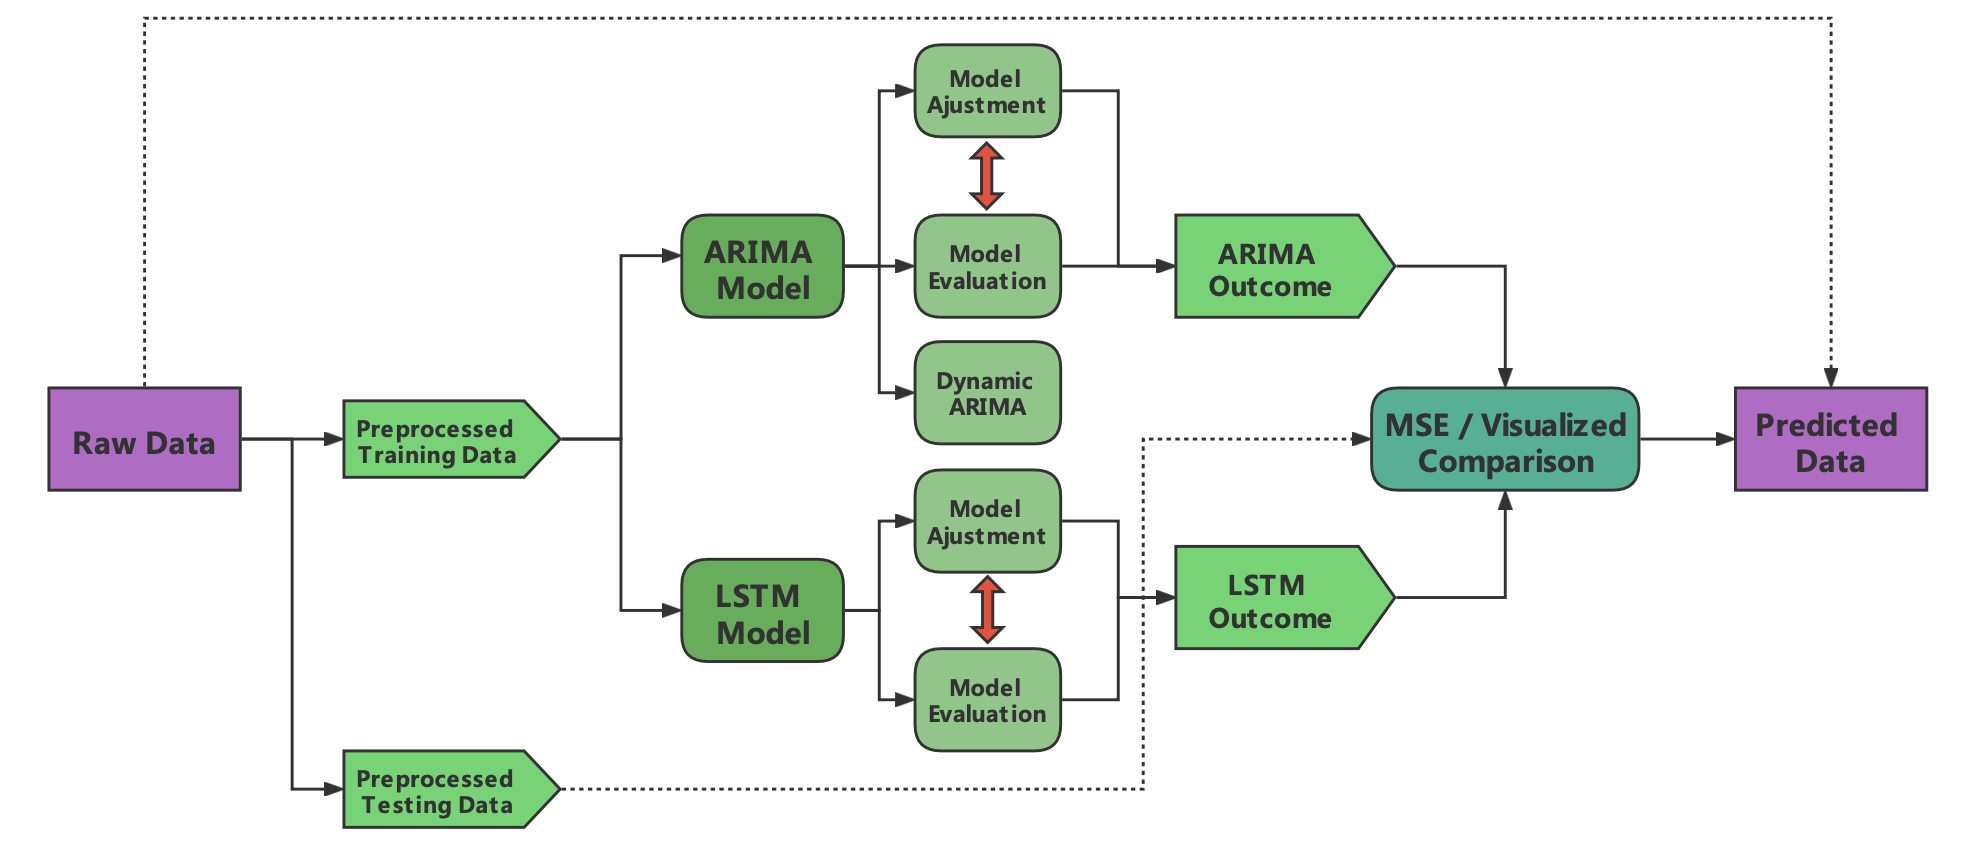 Model
Ajustment
ARIMA
Model
Model
Evaluation
ARIMA
Outcome
Dynamic
ARIMA
Raw Data
Preprocessed
Training Data
MSE / Visualized
Comparison
Predicted
Data
Model
Ajustment
LSTM
Model
LSTM
Outcome
Model
Evaluation
Preprocessed
Testing Data